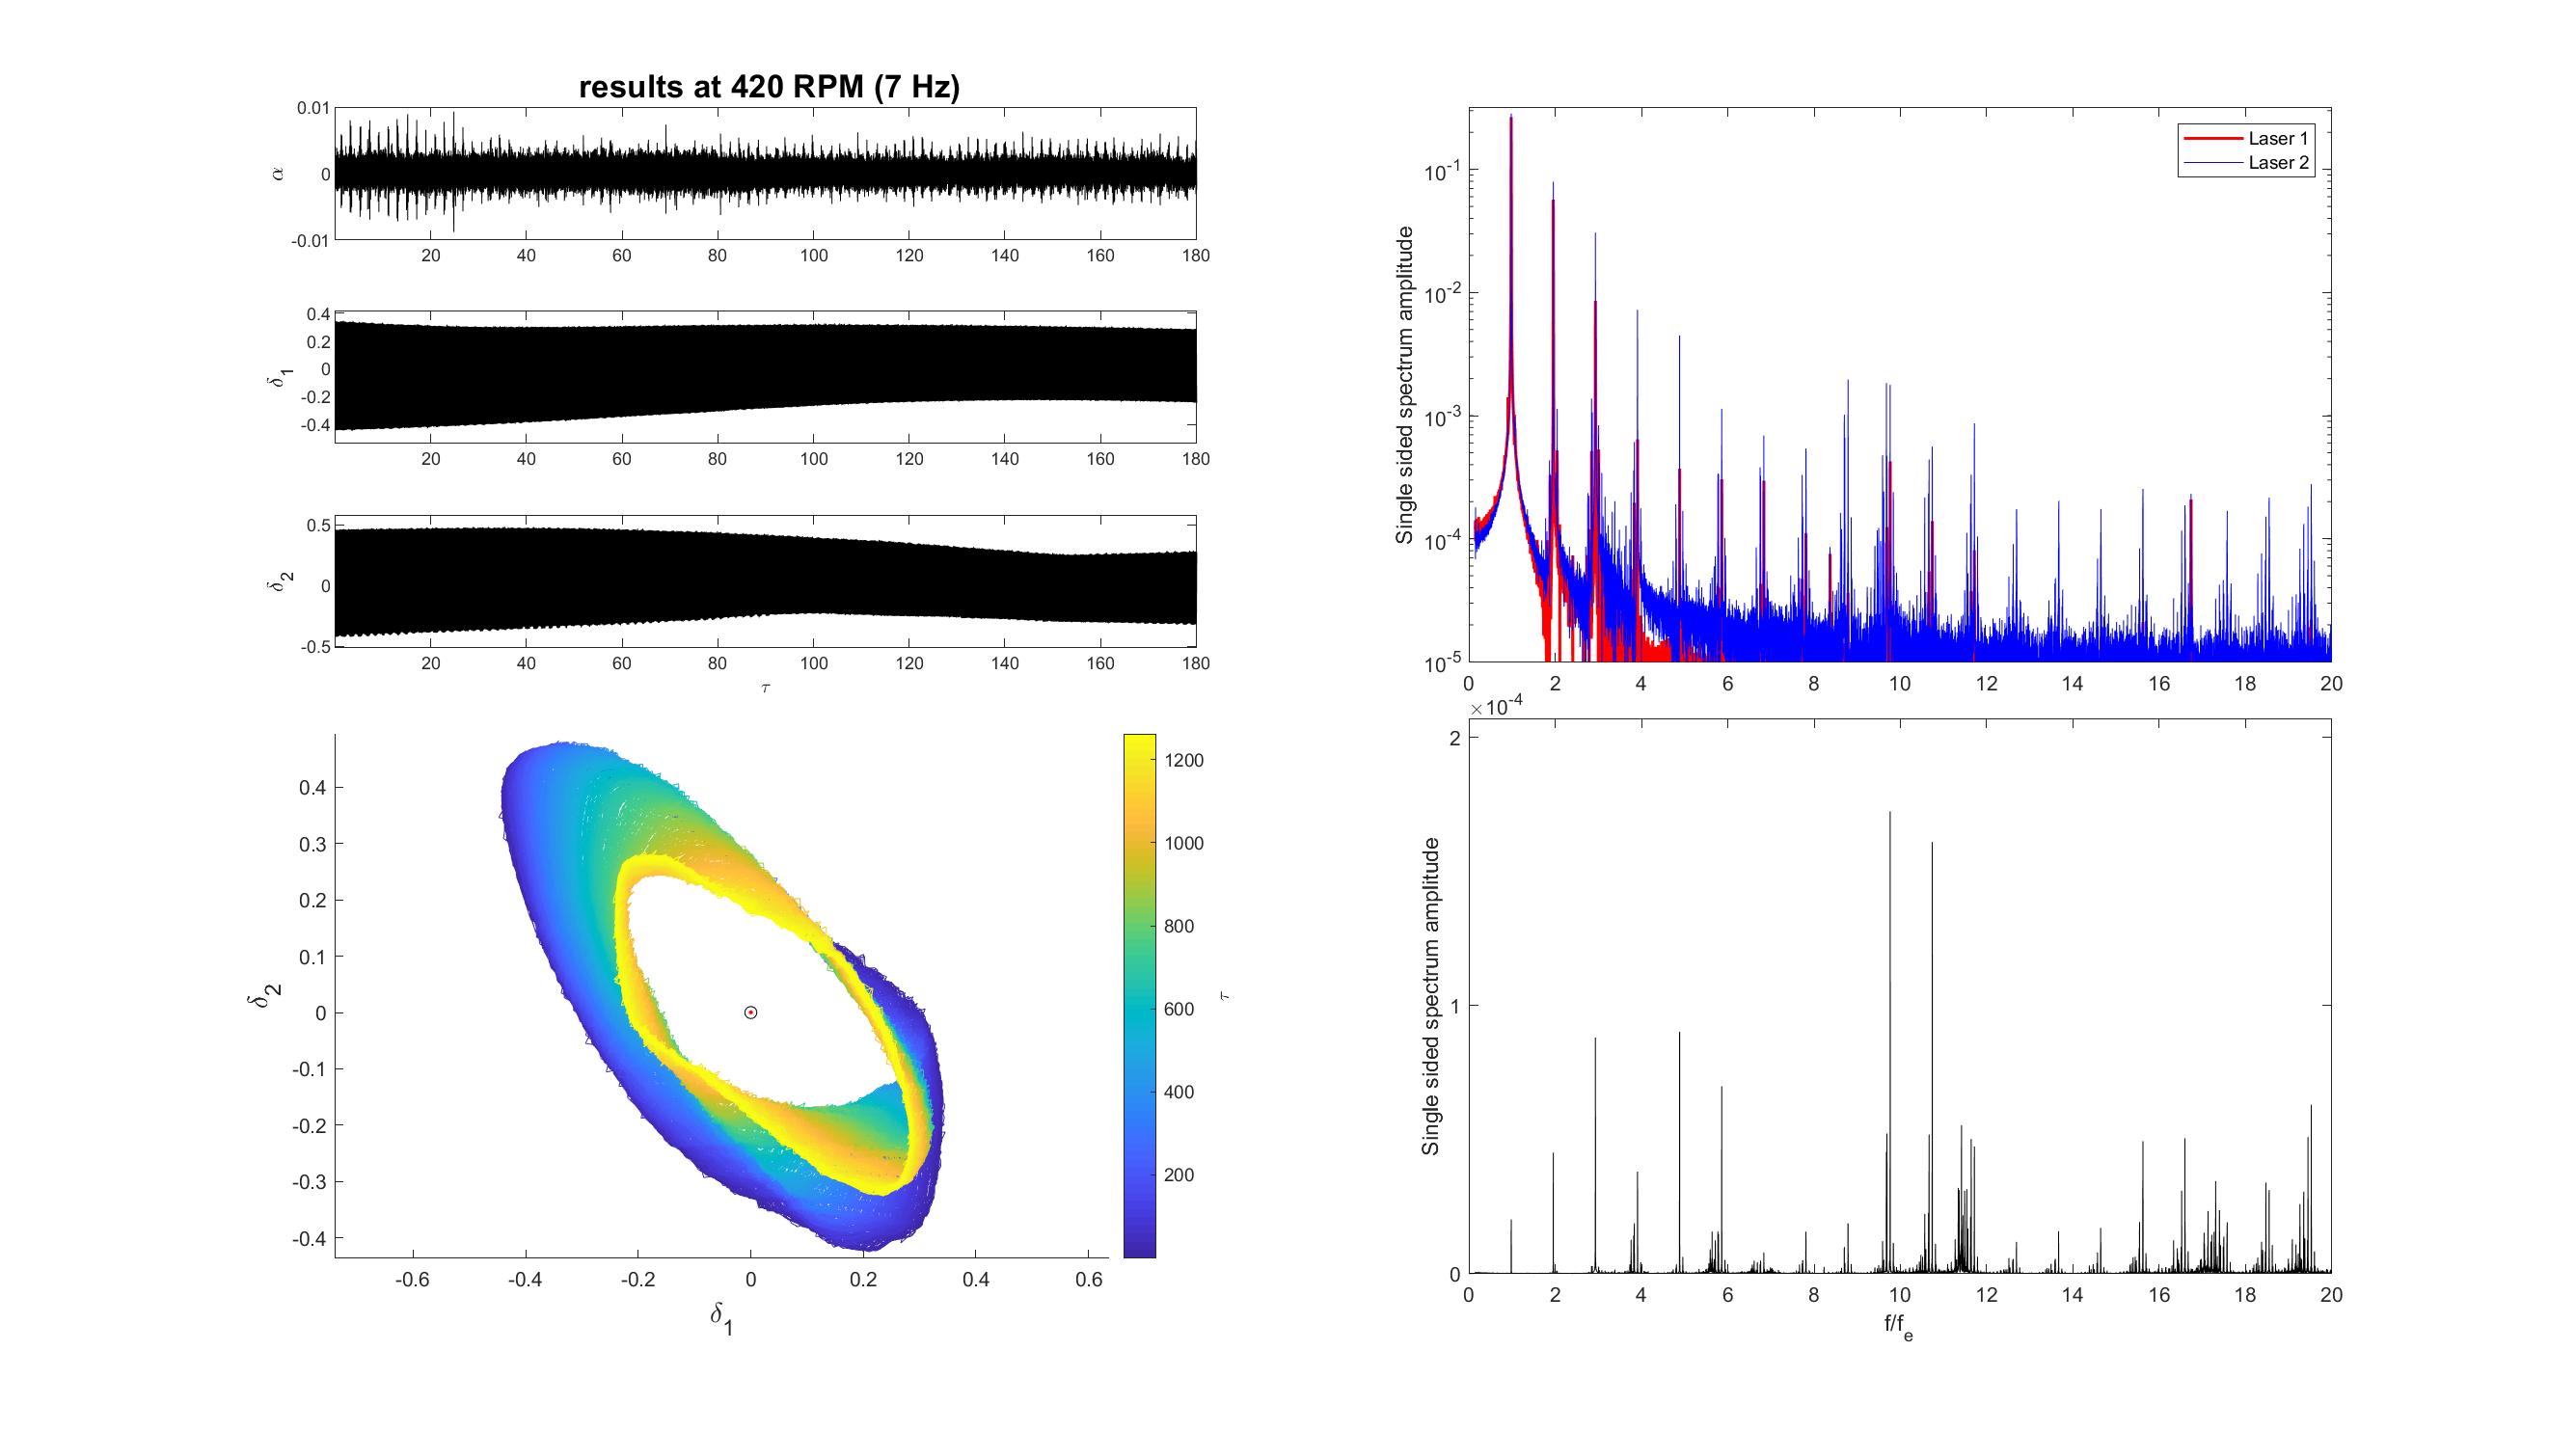 results at 420 RPM (7 Hz)
0.01
α
0
-0.01
20 40 60 80 100 120 140 160 180
0.4
0.2
δ1
0
-0.2
-0.4
20 40 60 80 100 120 140 160 180
0.5
δ2
0
-0.5
20 40 60 80 100 120 140 160 180
τ
0.4
0.3
0.2
0.1
δ2
0
-0.1
-0.2
-0.3
-0.4
-0.6 -0.4 -0.2 0 0.2 0.4 0.6
δ1
1200
1000
800
τ
600
400
200
Laser 1
Laser 2
Single sided spectrum amplitude
10-1
10-2
10-3
10-4
10-5
0 2 4 6 8 10 12 14 16 18 20
×10-4
Single sided spectrum amplitude
2
1
0
0 2 4 6 8 10 12 14 16 18 20
f/fe